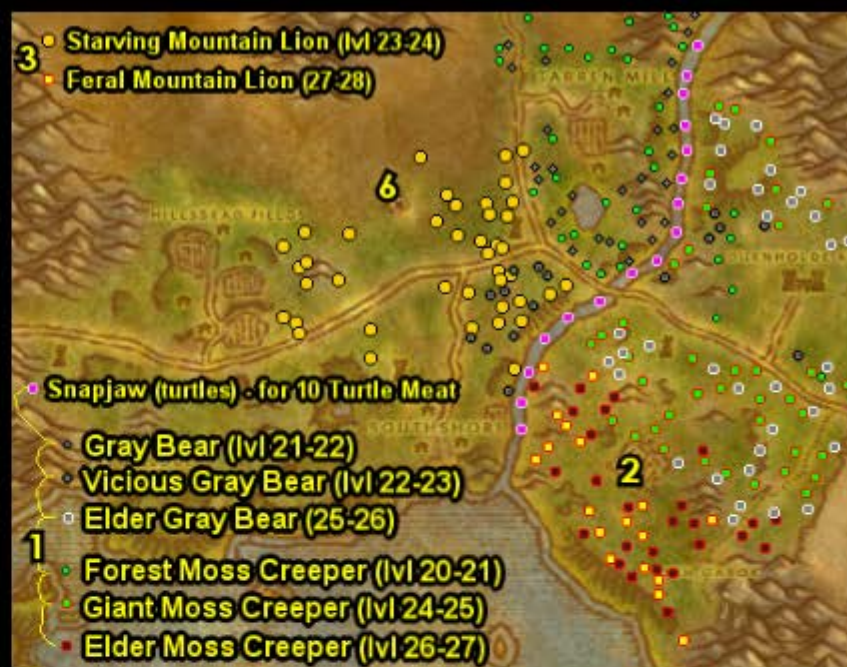 3
Starving Mountain Lion (lvl 23-24)
Feral Mountain Lion (27-28)
TARREN MILL
6
HILLSBRAD FIELDS
Snapjaw (turtles) - for 10 Turtle Meat
SOUTHSHORE
Gray Bear (lvl 21-22)
Vicious Gray Bear (lvl 22-23)
2
Elder Gray Bear (25-26)
1
Forest Moss Creeper (lvl 20-21)
Giant Moss Creeper (lvl 24-25)
Elder Moss Creeper (lvl 26-27)